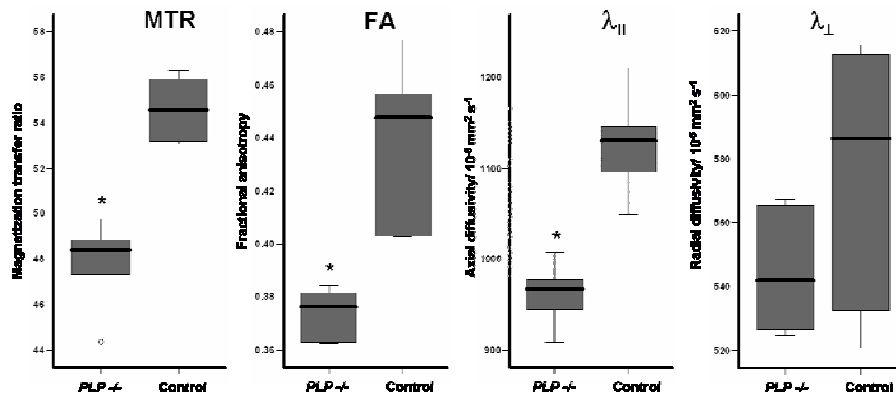 MTR
Magnetization transfer ratio
58
56
54
52
50
48
46
44
*
PLP -/-
Control
FA
Fractional anisotropy
0.48
0.46
0.44
0.42
0.40
0.38
0.36
*
PLP -/-
Control
λ||
Axial diffusivity/ 10⁻⁶ mm² s⁻¹
1200
1100
1000
900
*
PLP -/-
Control
λ⊥
Radial diffusivity/ 10⁻⁶ mm² s⁻¹
620
600
580
560
540
520
PLP -/-
Control